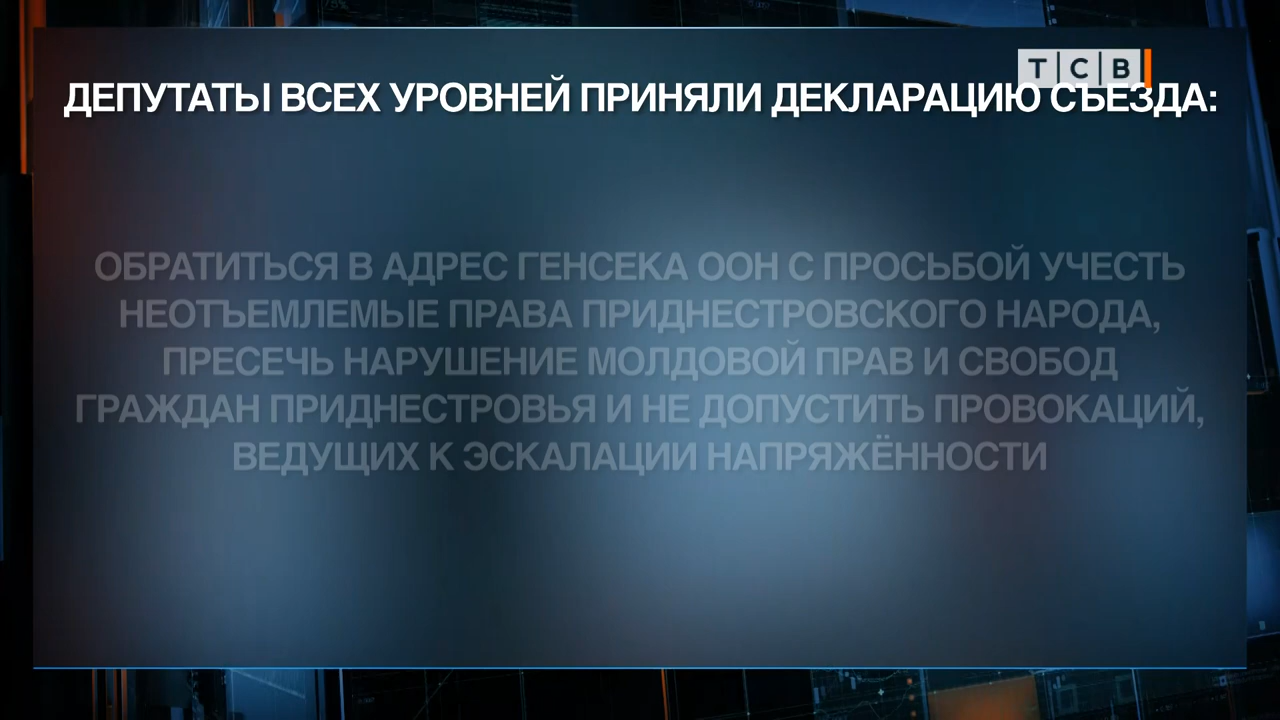 ТСВ
ДЕПУТАТЫ ВСЕХ УРОВНЕЙ ПРИНЯЛИ ДЕКЛАРАЦИЮ СЪЕЗДА:
ОБРАТИТЬСЯ В АДРЕС ГЕНСЕКА ООН С ПРОСЬБОЙ УЧЕСТЬ
НЕОТЪЕМЛЕМЫЕ ПРАВА ПРИДНЕСТРОВСКОГО НАРОДА,
ПРЕСЕЧЬ НАРУШЕНИЕ МОЛДОВОЙ ПРАВ И СВОБОД
ГРАЖДАН ПРИДНЕСТРОВЬЯ И НЕ ДОПУСТИТЬ ПРОВОКАЦИЙ,
ВЕДУЩИХ К ЭСКАЛАЦИИ НАПРЯЖЁННОСТИ